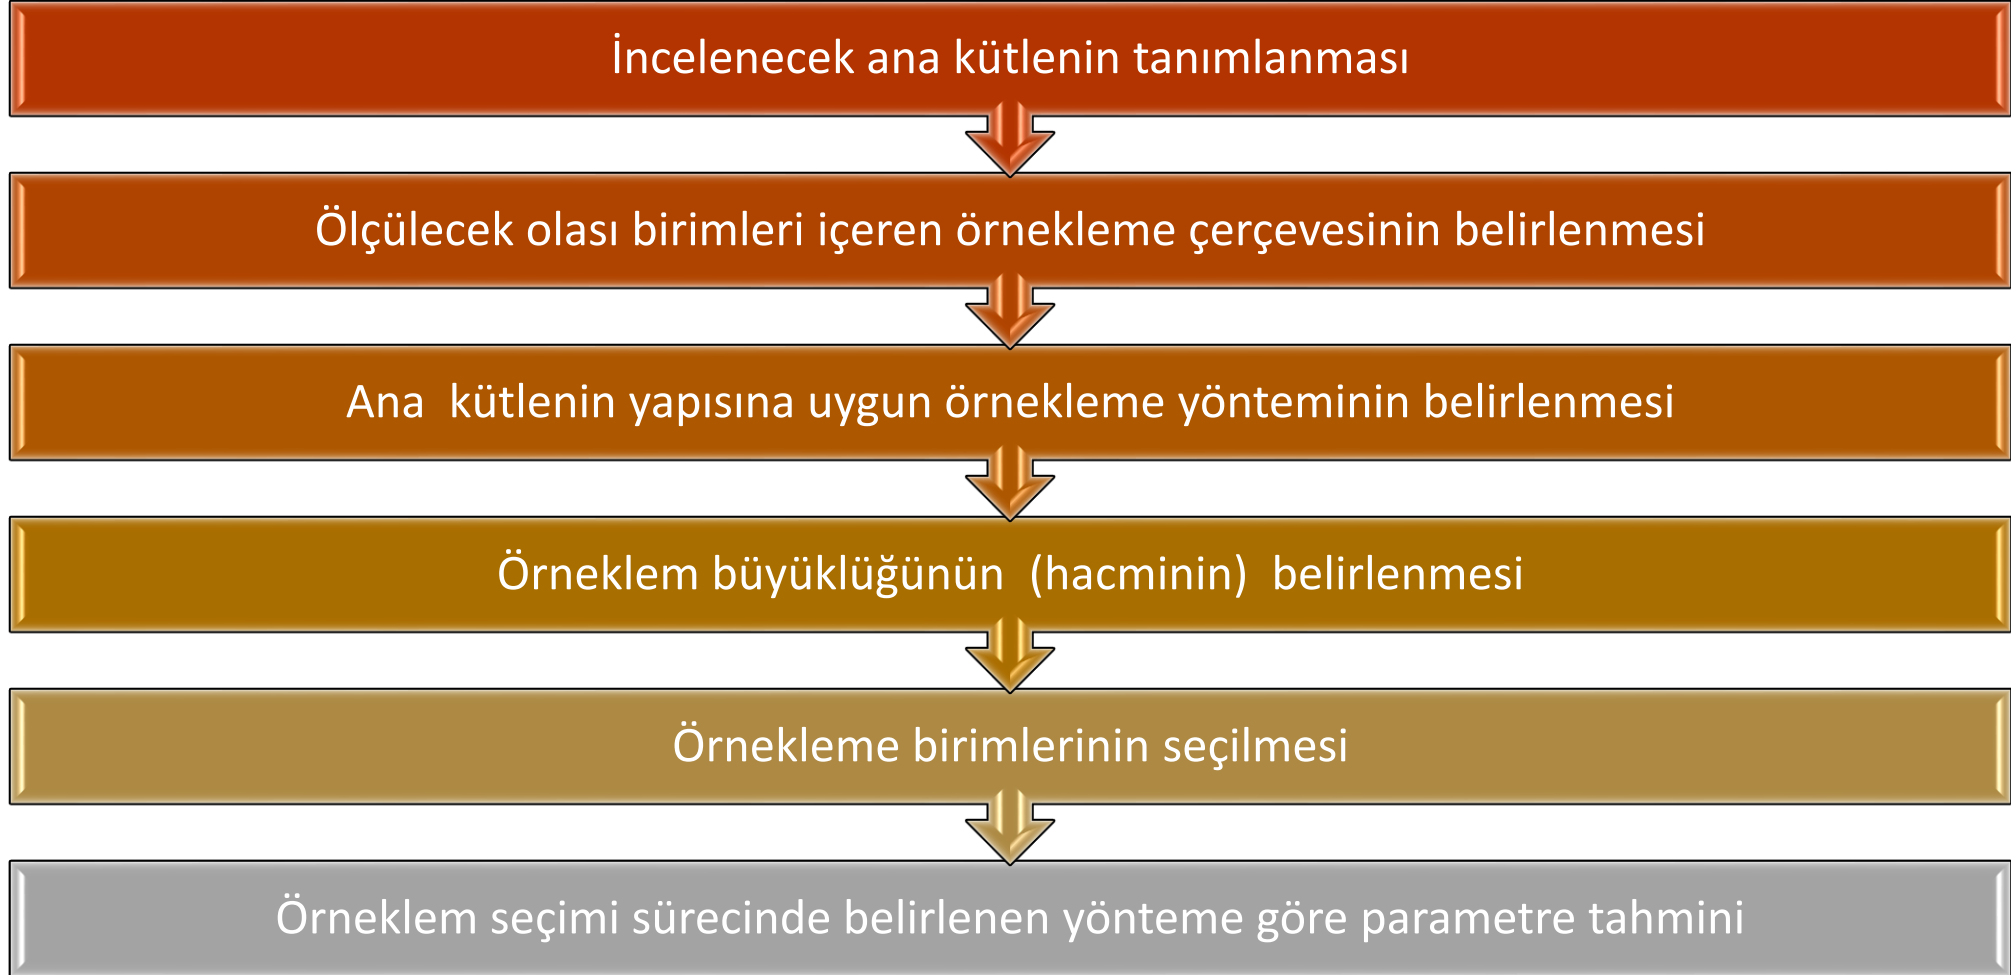 İncelenecek ana kütlenin tanımlanması
Ölçülecek olası birimleri içeren örnekleme çerçevesinin belirlenmesi
Ana  kütlenin yapısına uygun örnekleme yönteminin belirlenmesi
Örneklem büyüklüğünün  (hacminin)  belirlenmesi
Örnekleme birimlerinin seçilmesi
Örneklem seçimi sürecinde belirlenen yönteme göre parametre tahmini